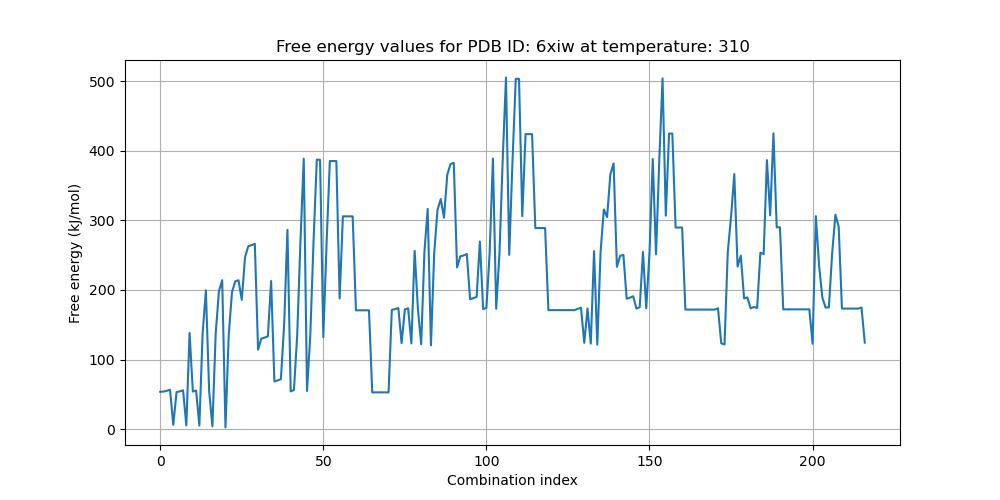 Free energy values for PDB ID: 6xiw at temperature: 310
Free energy (kJ/mol)
500
400
300
200
100
0
0 50 100 150 200
Combination index